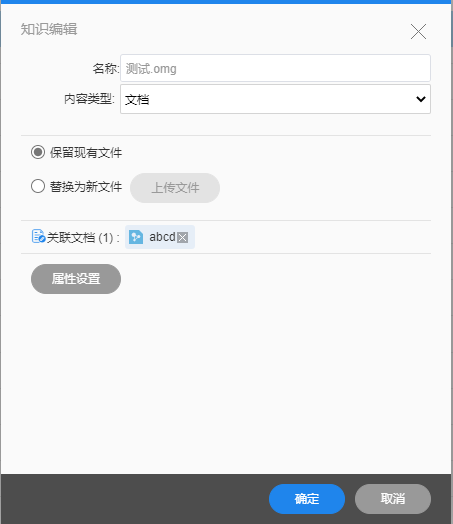 知识编辑
名称: 测试.omg
内容类型: 文档
保留现有文件
替换为新文件 上传文件
关联文档 (1) : abcd
属性设置
确定 取消